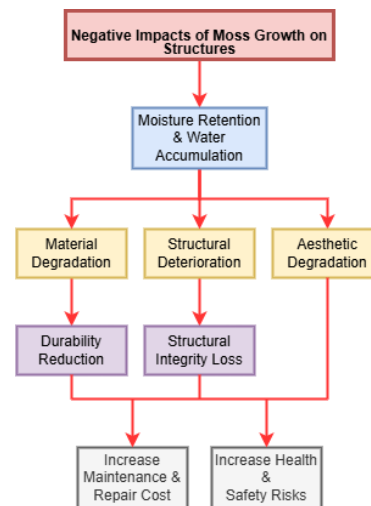 Negative Impacts of Moss Growth on
Structures
Moisture Retention
& Water
Accumulation
Material
Degradation
Structural
Deterioration
Aesthetic
Degradation
Durability
Reduction
Structural
Integrity Loss
Increase
Maintenance &
Repair Cost
Increase Health
&
Safety Risks